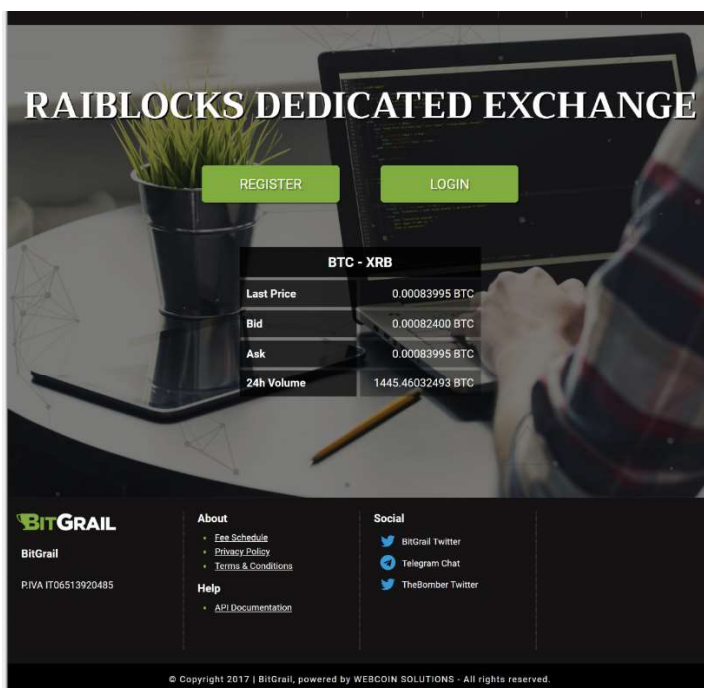 RAIBLOCKS DEDICATED EXCHANGE
REGISTER
LOGIN
BTC - XRB
Last Price 0.00083995 BTC
Bid 0.00082400 BTC
Ask 0.00083995 BTC
24h Volume 1445.46032493 BTC
BITGRAIL
BitGrail
P.IVA IT06513920485
About
Fee Schedule
Privacy Policy
Terms & Conditions
Help
API Documentation
Social
BitGrail Twitter
Telegram Chat
TheBomber Twitter
© Copyright 2017 | BitGrail, powered by WEBCOIN SOLUTIONS - All rights reserved.